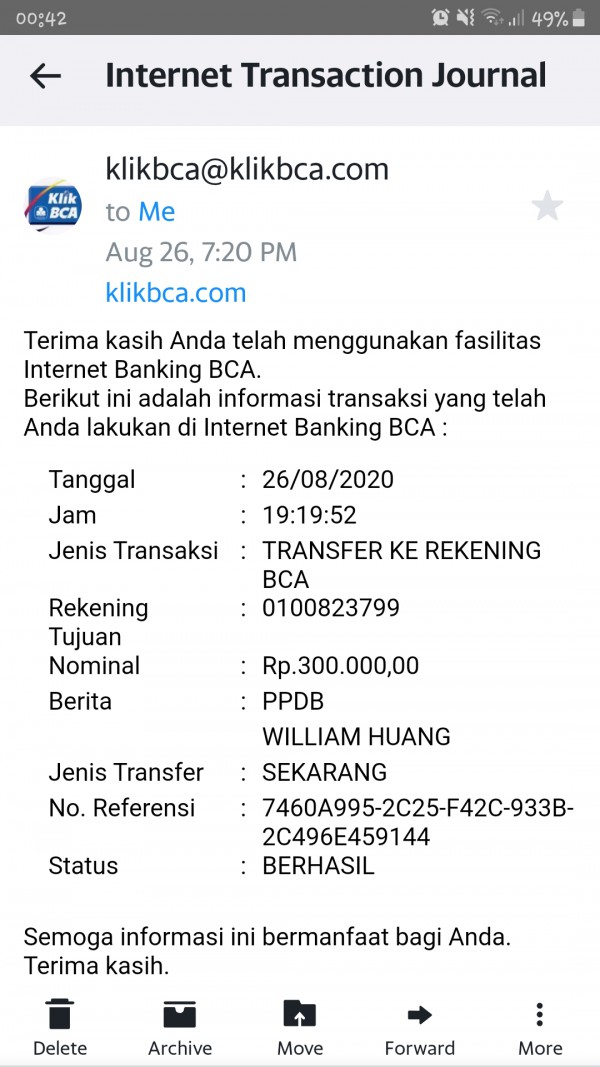 00:42
49%
Internet Transaction Journal
klikbca@klikbca.com
Klik
BCA
to Me
Aug 26, 7:20 PM
klikbca.com
Terima kasih Anda telah menggunakan fasilitas
Internet Banking BCA.
Berikut ini adalah informasi transaksi yang telah
Anda lakukan di Internet Banking BCA :
Tanggal : 26/08/2020
Jam : 19:19:52
Jenis Transaksi : TRANSFER KE REKENING
BCA
Rekening : 0100823799
Tujuan
Nominal : Rp.300.000,00
Berita : PPDB
WILLIAM HUANG
Jenis Transfer : SEKARANG
No. Referensi : 7460A995-2C25-F42C-933B-
2C496E459144
Status : BERHASIL
Semoga informasi ini bermanfaat bagi Anda.
Terima kasih.
Delete Archive Move Forward More